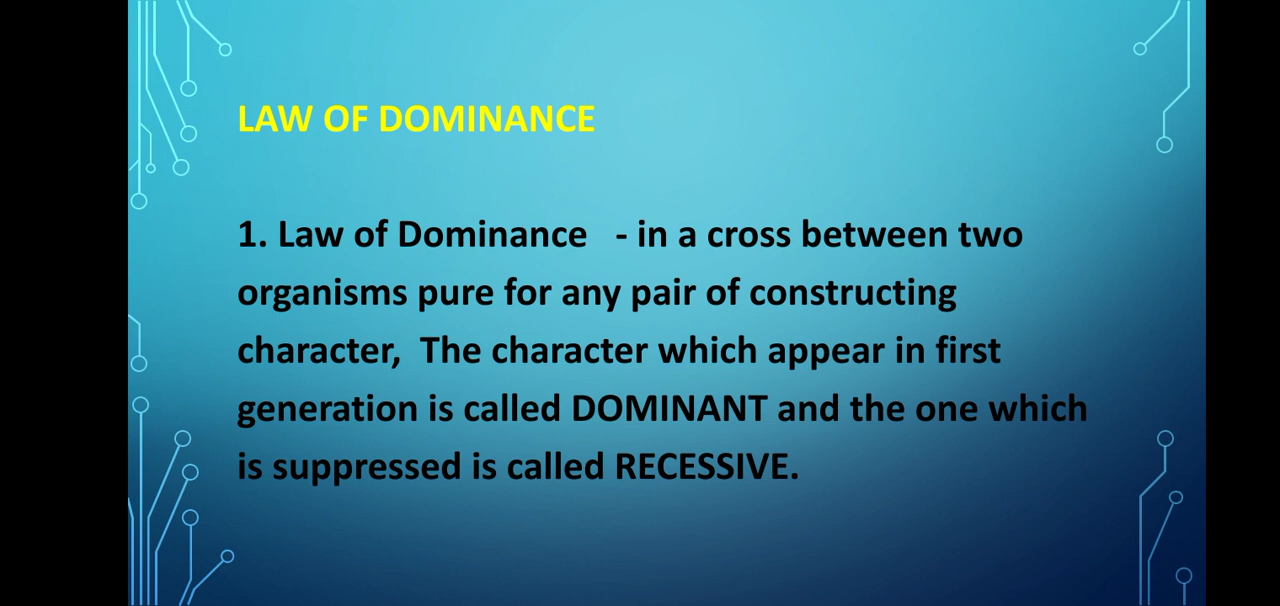 LAW OF DOMINANCE
1. Law of Dominance - in a cross between two
organisms pure for any pair of constructing
character, The character which appear in first
generation is called DOMINANT and the one which
is suppressed is called RECESSIVE.